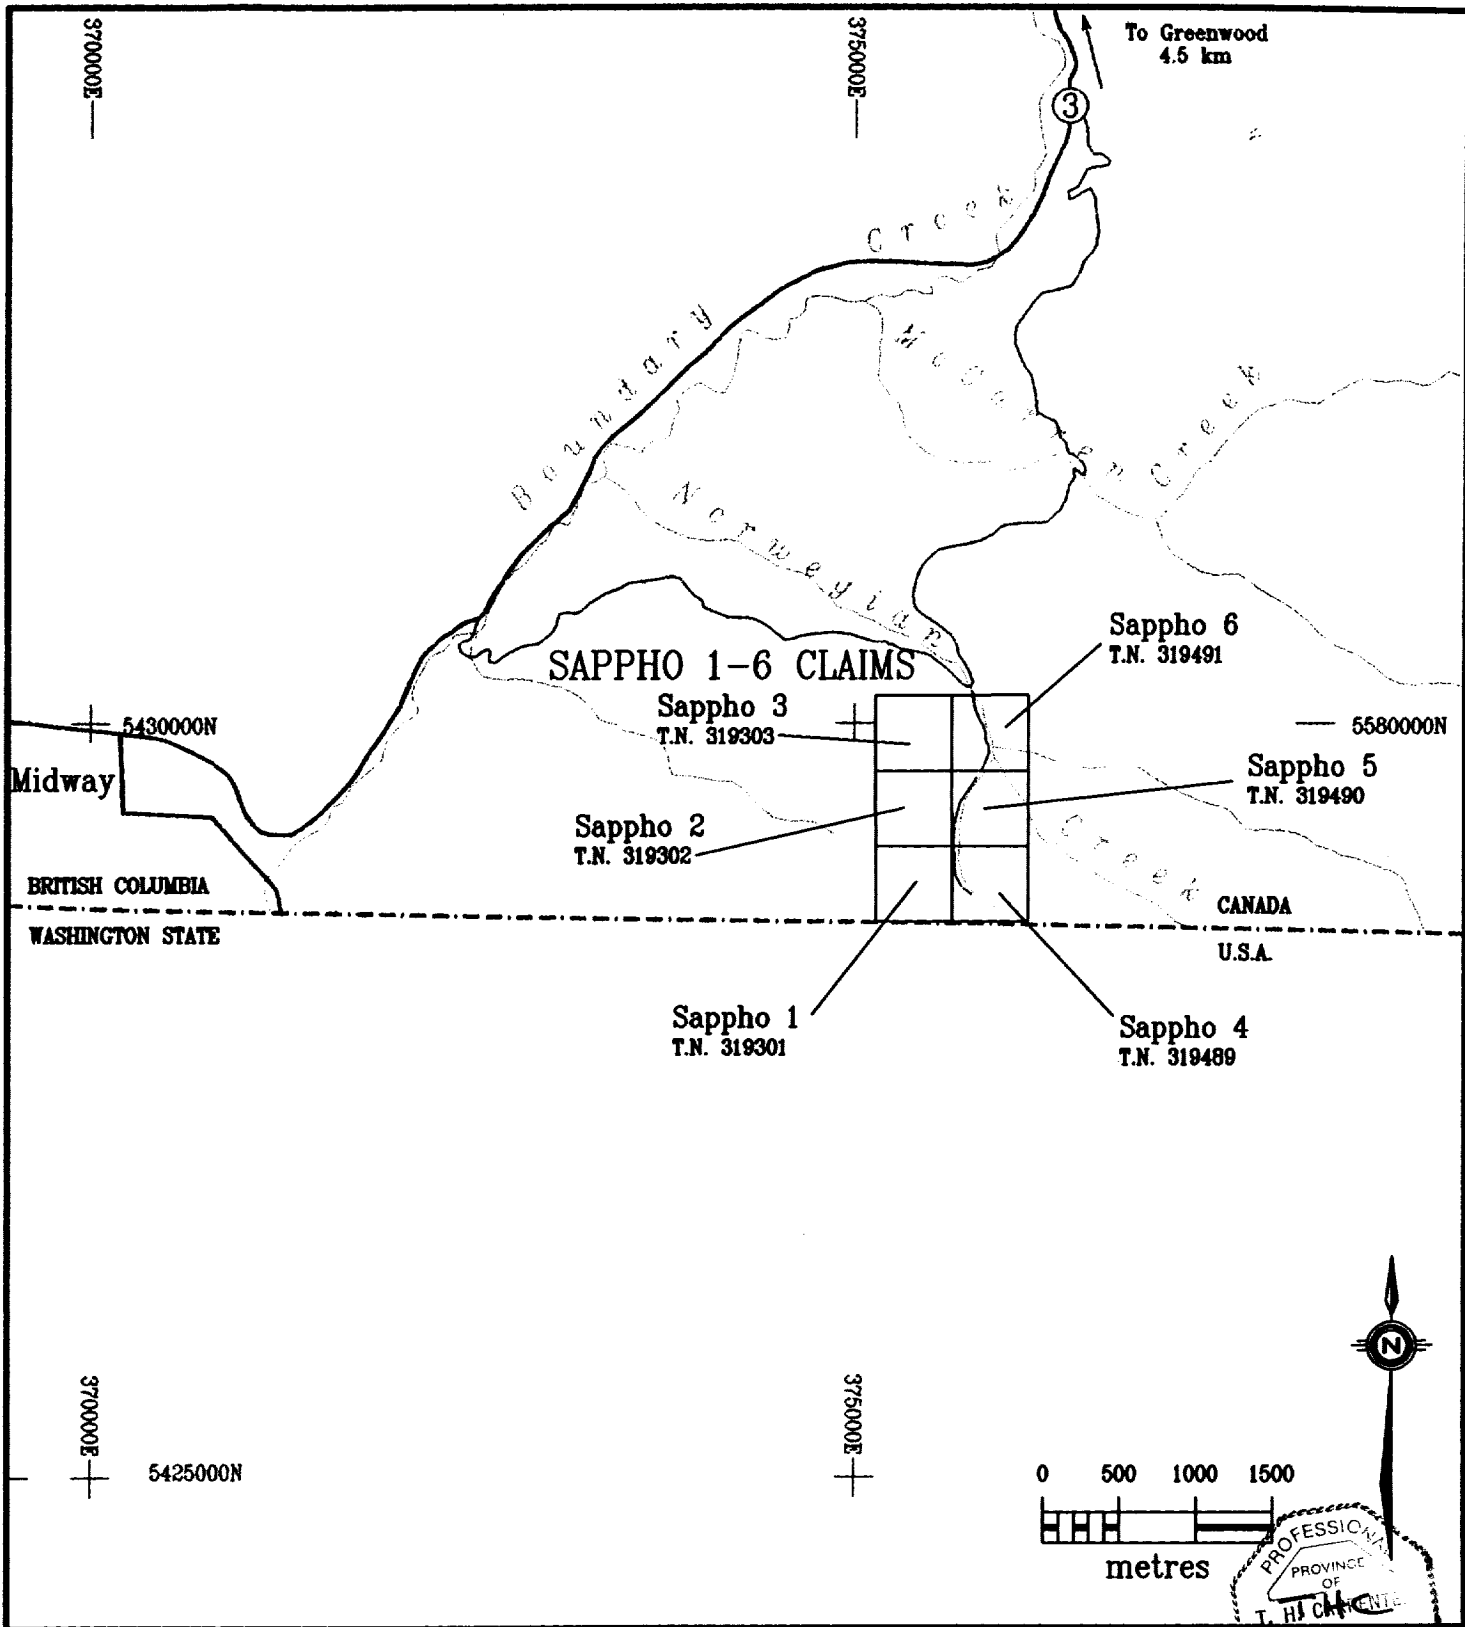 370000E
375000E
To Greenwood
4.5 km
3
Boundary Creek
McCarren Creek
Norwegian Creek
SAPPHO 1-6 CLAIMS
Sappho 6
T.N. 319491
Sappho 3
T.N. 319303
5430000N
5580000N
Midway
Sappho 5
T.N. 319490
Sappho 2
T.N. 319302
BRITISH COLUMBIA
CANADA
WASHINGTON STATE
U.S.A.
Sappho 1
T.N. 319301
Sappho 4
T.N. 319489
N
370000E
375000E
5425000N
0 500 1000 1500
metres
PROVINCE
OF
THC